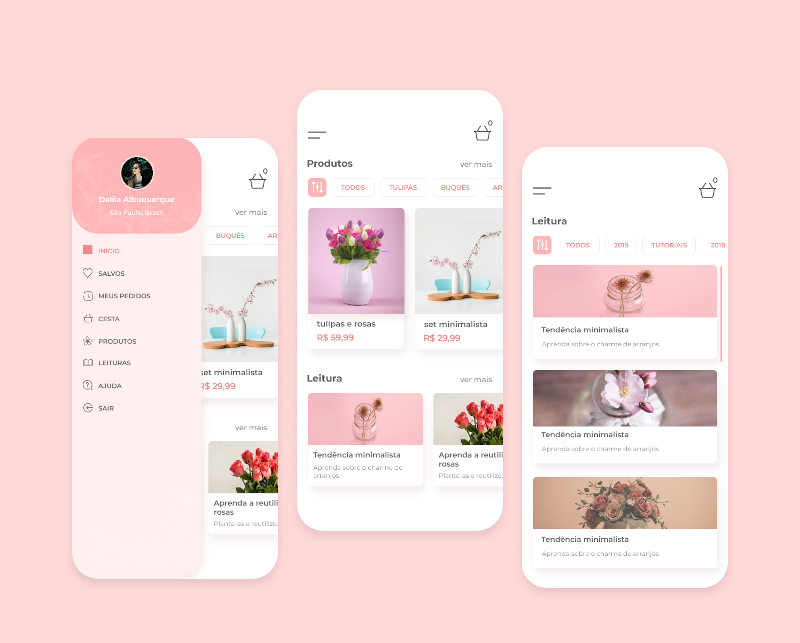 Dalila Albuquerque
São Paulo, Brasil
INÍCIO
SALVOS
MEUS PEDIDOS
CESTA
PRODUTOS
LEITURAS
AJUDA
SAIR
0
ver mais
BUQUÊS
AR
set minimalista
R$ 29,99
ver mais
Aprenda a reutili
rosas
Plante-as e reutilize.
0
Produtos
ver mais
TODOS
TULIPAS
BUQUÊS
AR
tulipas e rosas
R$ 59,99
set minimalista
R$ 29,99
Leitura
ver mais
Tendência minimalista
Aprenda sobre o charme de
arranjos
Aprenda a reutili
rosas
Plante-as e reutilize.
0
Leitura
TODOS
2019
TUTORIAIS
2018
Tendência minimalista
Aprenda sobre o charme de arranjos
Tendência minimalista
Aprenda sobre o charme de arranjos
Tendência minimalista
Aprenda sobre o charme de arranjos